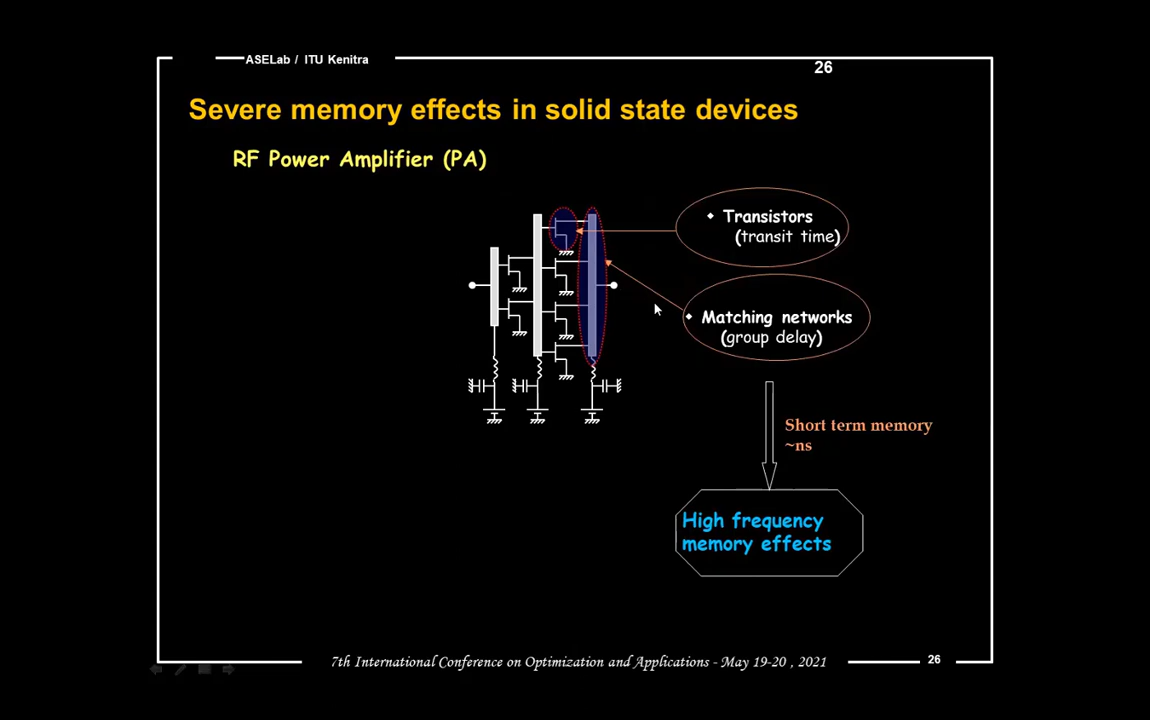 ASELab / ITU Kenitra
26
Severe memory effects in solid state devices
RF Power Amplifier (PA)
◆ Transistors
(transit time)
◆ Matching networks
(group delay)
Short term memory
~ns
High frequency
memory effects
7th International Conference on Optimization and Applications - May 19-20 , 2021
26